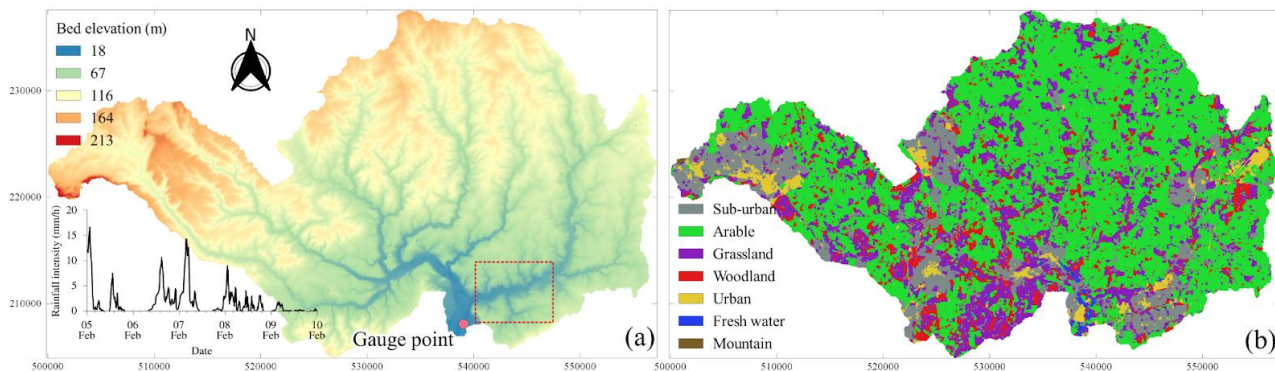 Bed elevation (m)
18
67
116
164
213
N
230000
220000
210000
Rainfall intensity (mm/h)
20
15
10
5
0
05 Feb
06 Feb
07 Feb
08 Feb
09 Feb
10 Feb
Date
Gauge point
(a)
500000
510000
520000
530000
540000
550000
Sub-urban
Arable
Grassland
Woodland
Urban
Fresh water
Mountain
(b)
500000
510000
520000
530000
540000
550000